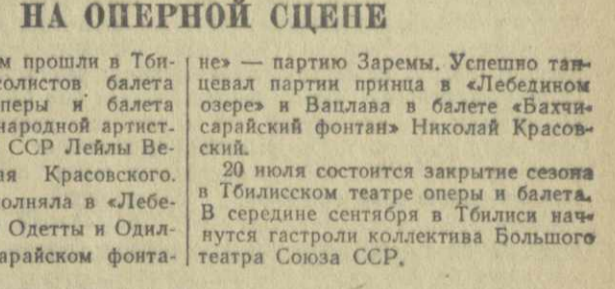 НА ОПЕРНОЙ СЦЕНЕ
м прошли в Тби-
солистов балета
оперы и балета
народной артист-
ССР Лейлы Ве-
ая Красовского.
олняла в «Лебе-
Одетты и Одил-
арайском фонта-
не» — партию Заремы. Успешно тан-
цевал партии принца в «Лебедином
озере» и Вацлава в балете «Бахчи-
сарайский фонтан» Николай Красов-
ский.
20 июля состоится закрытие сезона
в Тбилисском театре оперы и балета.
В середине сентября в Тбилиси нач-
нутся гастроли коллектива Большого
театра Союза ССР.